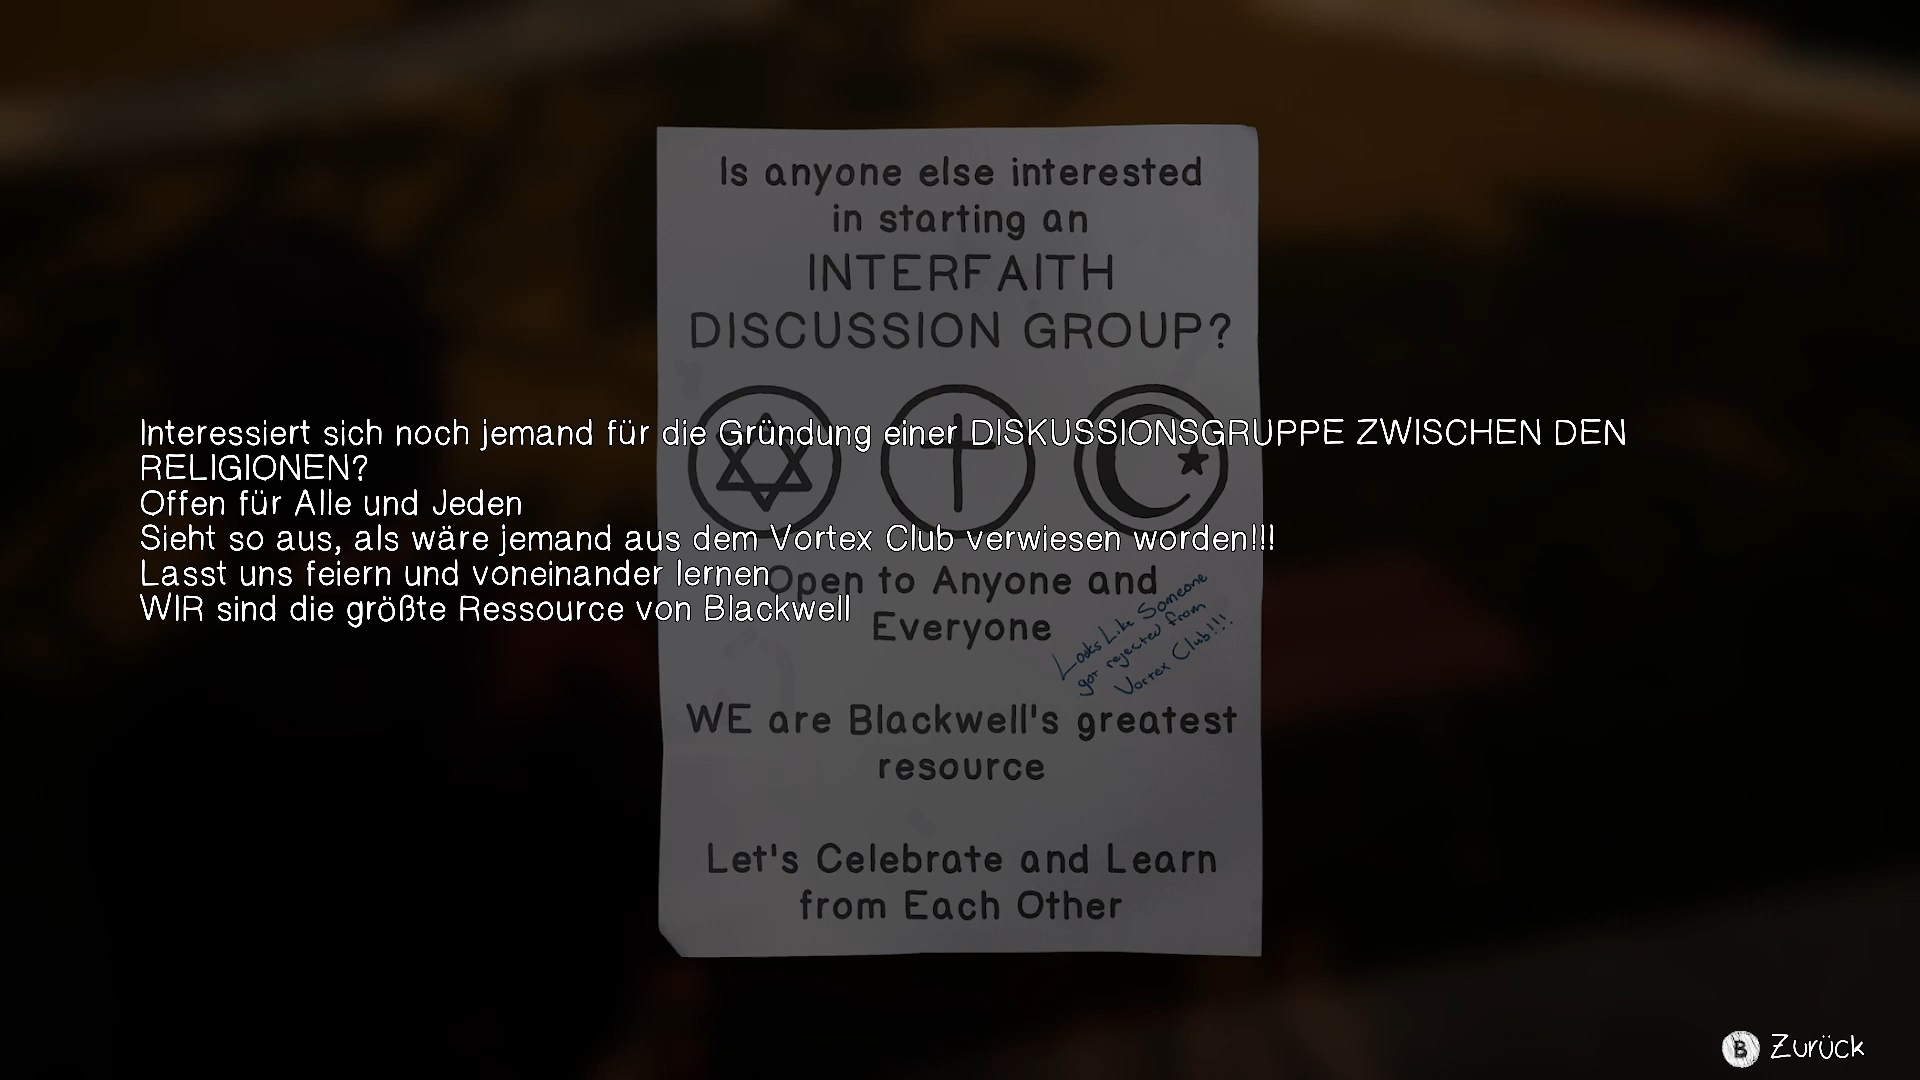 Is anyone else interested
in starting an
INTERFAITH
DISCUSSION GROUP?
Interessiert sich noch jemand für die Gründung einer DISKUSSIONSGRUPPE ZWISCHEN DEN
RELIGIONEN?
Offen für Alle und Jeden
Sieht so aus, als wäre jemand aus dem Vortex Club verwiesen worden!!!
Lasst uns feiern und voneinander lernen
WIR sind die größte Ressource von Blackwell
Open to Anyone and
Everyone
Looks Like Someone
got rejected from
Vortex Club!!!
WE are Blackwell's greatest
resource
Let's Celebrate and Learn
from Each Other
B Zurück